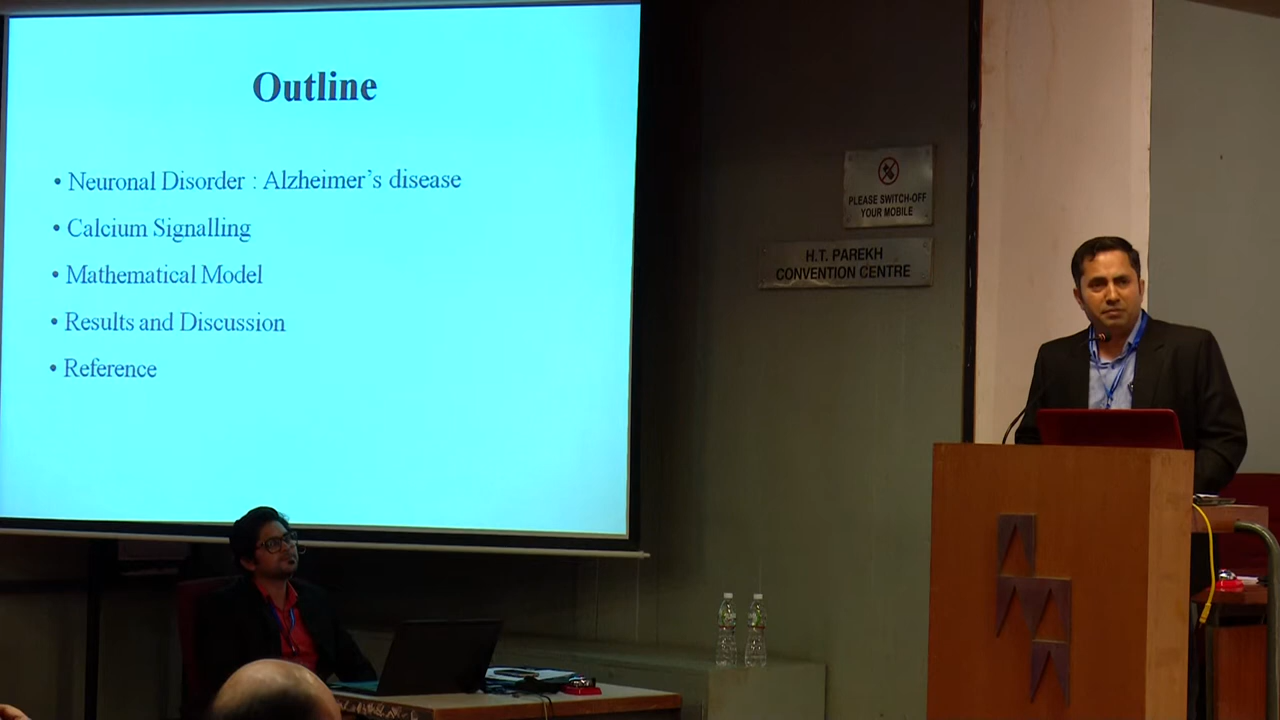 Outline
• Neuronal Disorder : Alzheimer's disease
• Calcium Signalling
• Mathematical Model
• Results and Discussion
• Reference
PLEASE SWITCH-OFF
YOUR MOBILE
H.T. PAREKH
CONVENTION CENTRE